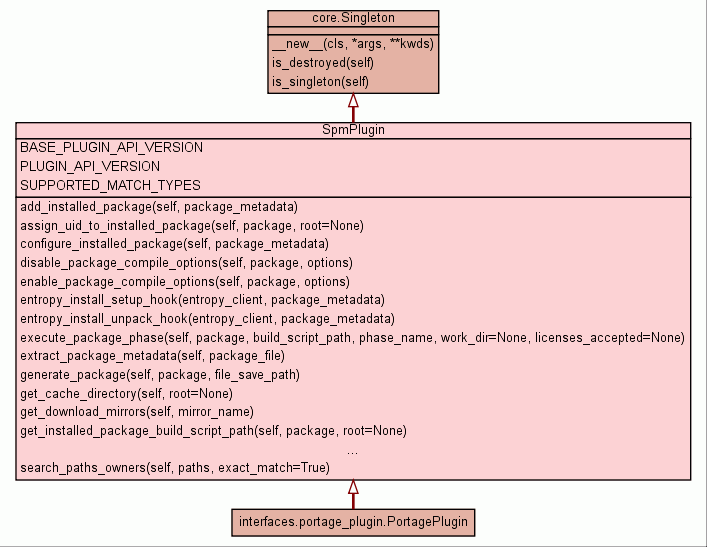 core.Singleton
__new__(cls, *args, **kwds)
is_destroyed(self)
is_singleton(self)
SpmPlugin
BASE_PLUGIN_API_VERSION
PLUGIN_API_VERSION
SUPPORTED_MATCH_TYPES
add_installed_package(self, package_metadata)
assign_uid_to_installed_package(self, package, root=None)
configure_installed_package(self, package_metadata)
disable_package_compile_options(self, package, options)
enable_package_compile_options(self, package, options)
entropy_install_setup_hook(entropy_client, package_metadata)
entropy_install_unpack_hook(entropy_client, package_metadata)
execute_package_phase(self, package, build_script_path, phase_name, work_dir=None, licenses_accepted=None)
extract_package_metadata(self, package_file)
generate_package(self, package, file_save_path)
get_cache_directory(self, root=None)
get_download_mirrors(self, mirror_name)
get_installed_package_build_script_path(self, package, root=None)
...
search_paths_owners(self, paths, exact_match=True)
interfaces.portage_plugin.PortagePlugin